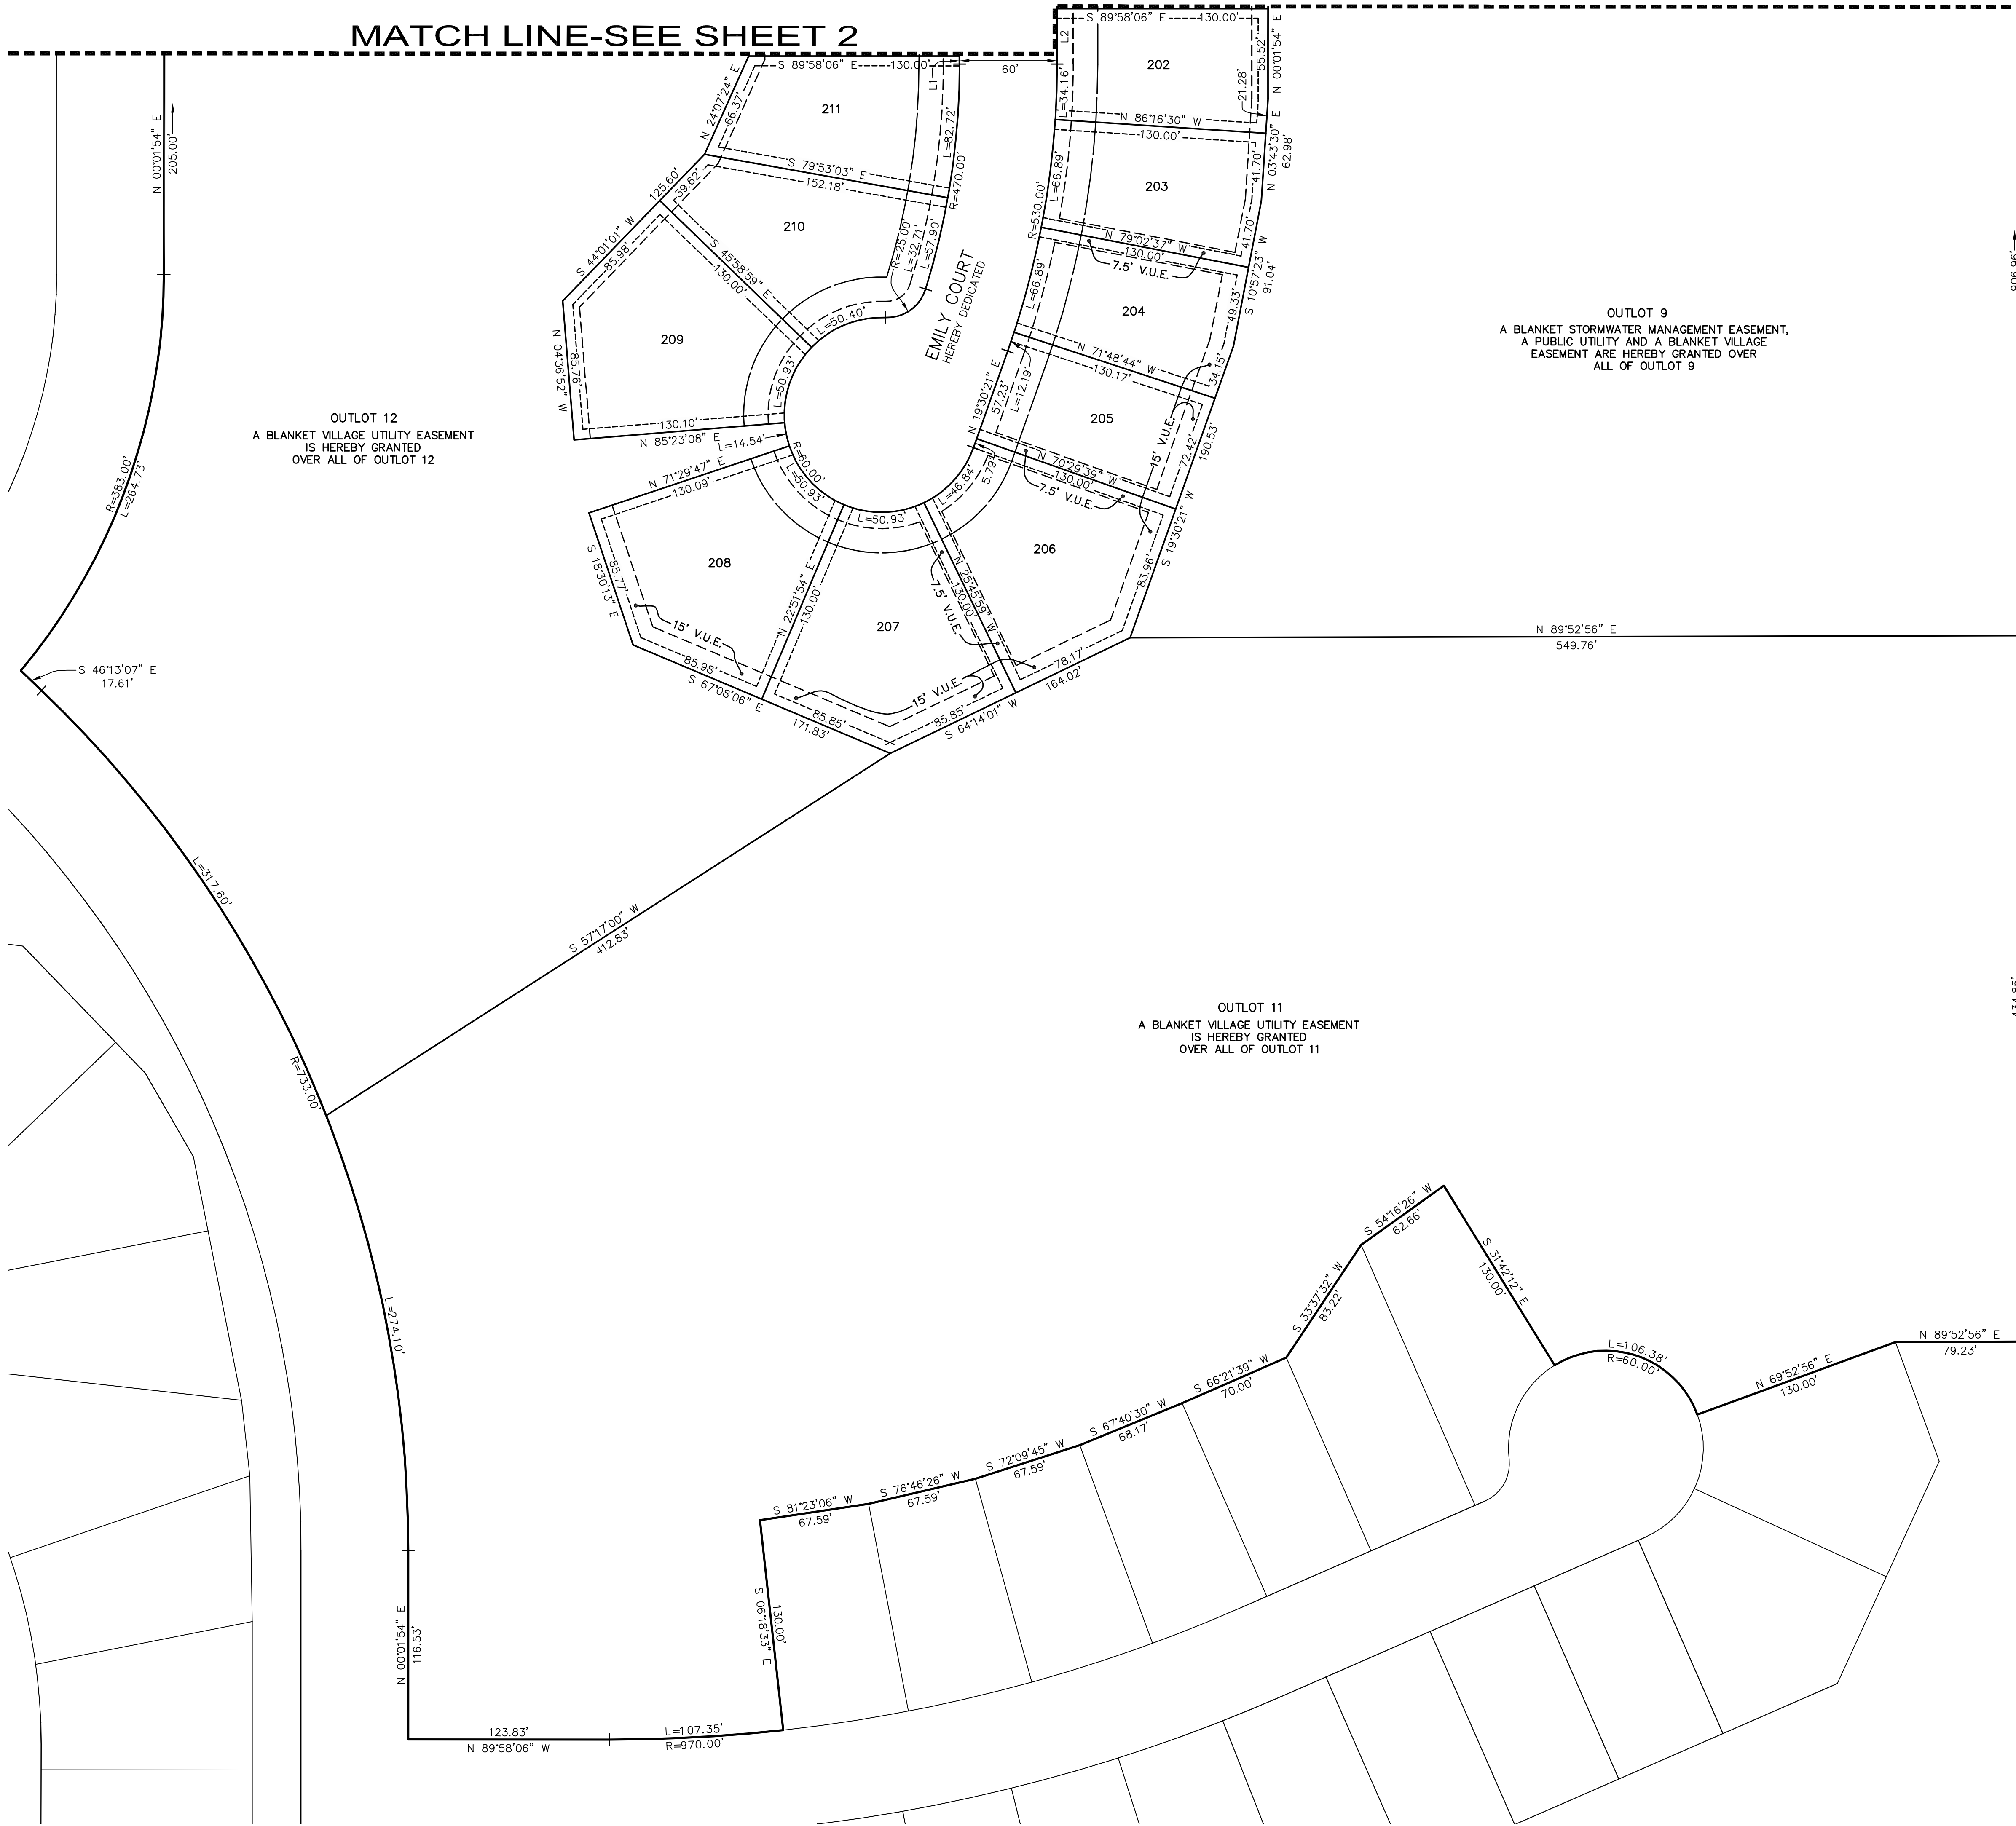 MATCH LINE-SEE SHEET 2
S 89°58'06" E
130.00'
L2
202
55.52'
N 00°01'54" E
21.28'
L=34.16'
N 86°16'30" W
130.00'
60'
S 89°58'06" E
130.00'
L1
211
N 24°07'24" E
66.37'
L=82.72'
S 79°53'03" E
152.18'
R=470.00'
N 00°01'54" E
205.00'
125.60'
39.62'
210
R=25.00'
L=32.71'
L=57.90'
S 44°01'01" W
85.98'
S 45°58'59" E
130.00'
L=66.89'
R=530.00'
203
41.70'
N 03°43'30" E
62.98'
N 79°02'37" W
130.00'
7.5' V.U.E.
41.70'
S 10°57'23" W
91.04'
906.96'
EMILY COURT
HEREBY DEDICATED
L=66.89'
204
49.33'
OUTLOT 9
A BLANKET STORMWATER MANAGEMENT EASEMENT,
A PUBLIC UTILITY AND A BLANKET VILLAGE
EASEMENT ARE HEREBY GRANTED OVER
ALL OF OUTLOT 9
L=50.40'
209
N 04°36'52" W
85.76'
L=50.93'
N 71°48'44" W
130.17'
34.15'
N 19°30'21" E
57.23'
L=12.19'
205
15' V.U.E.
72.42'
190.53'
OUTLOT 12
A BLANKET VILLAGE UTILITY EASEMENT
IS HEREBY GRANTED
OVER ALL OF OUTLOT 12
130.10'
N 85°23'08" E
L=14.54'
R=60.00'
N 71°29'47" E
130.09'
L=50.93'
L=50.93'
L=46.84'
5.79'
N 70°29'39" W
130.00'
7.5' V.U.E.
S 19°30'21" W
83.96'
R=383.00'
L=264.73'
208
S 18°30'13" E
85.77'
15' V.U.E.
N 22°51'54" E
130.00'
207
7.5' V.U.E.
N 25°45'59" W
130.00'
206
85.98'
S 67°08'06" E
85.85'
171.83'
15' V.U.E.
85.85'
S 64°14'01" W
78.17'
164.02'
N 89°52'56" E
549.76'
S 46°13'07" E
17.61'
L=317.60'
S 57°17'00" W
412.83'
434.86'
OUTLOT 11
A BLANKET VILLAGE UTILITY EASEMENT
IS HEREBY GRANTED
OVER ALL OF OUTLOT 11
R=733.00'
L=274.10'
S 54°16'26" W
62.66'
S 31°42'12" E
130.00'
S 33°37'32" W
83.22'
L=106.38'
R=60.00'
N 69°52'56" E
130.00'
N 89°52'56" E
79.23'
S 66°21'39" W
70.00'
S 67°40'30" W
68.17'
S 72°09'45" W
67.59'
S 76°46'26" W
67.59'
S 81°23'06" W
67.59'
S 06°18'33" E
130.00'
N 00°01'54" E
116.53'
123.83'
N 89°58'06" W
L=107.35'
R=970.00'